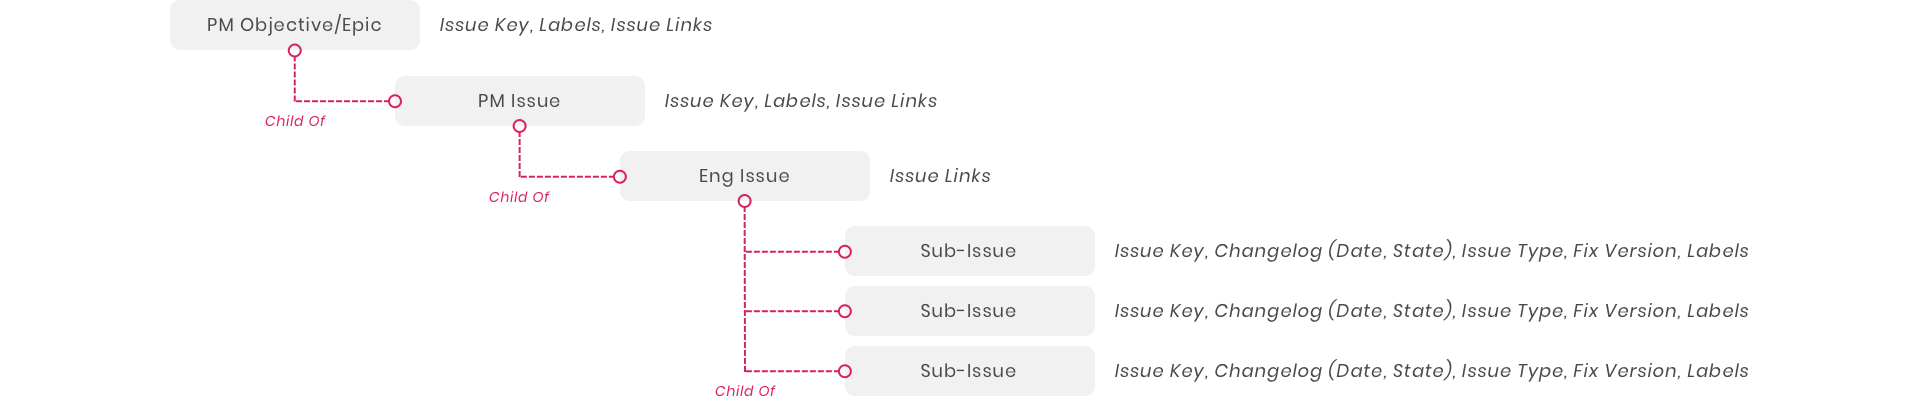 PM Objective/Epic Issue Key, Labels, Issue Links
PM Issue Issue Key, Labels, Issue Links
Child Of
Eng Issue Issue Links
Child Of
Sub-Issue Issue Key, Changelog (Date, State), Issue Type, Fix Version, Labels
Sub-Issue Issue Key, Changelog (Date, State), Issue Type, Fix Version, Labels
Sub-Issue Issue Key, Changelog (Date, State), Issue Type, Fix Version, Labels
Child Of